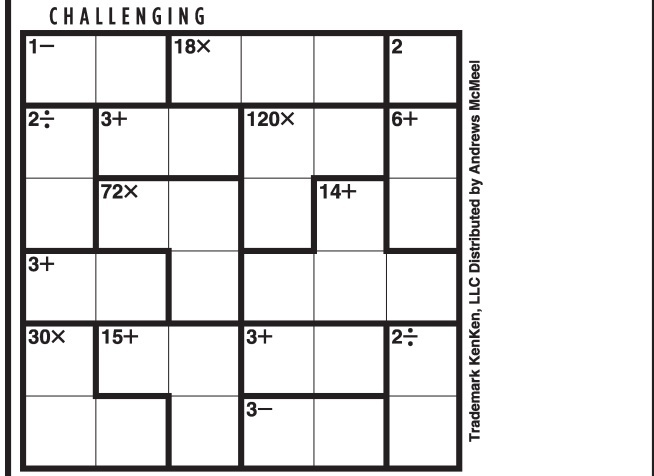 CHALLENGING
1− 18× 2
2÷ 3+ 120× 6+
72× 14+
3+
30× 15+ 3+ 2÷
3−
Trademark KenKen, LLC Distributed by Andrews McMeel